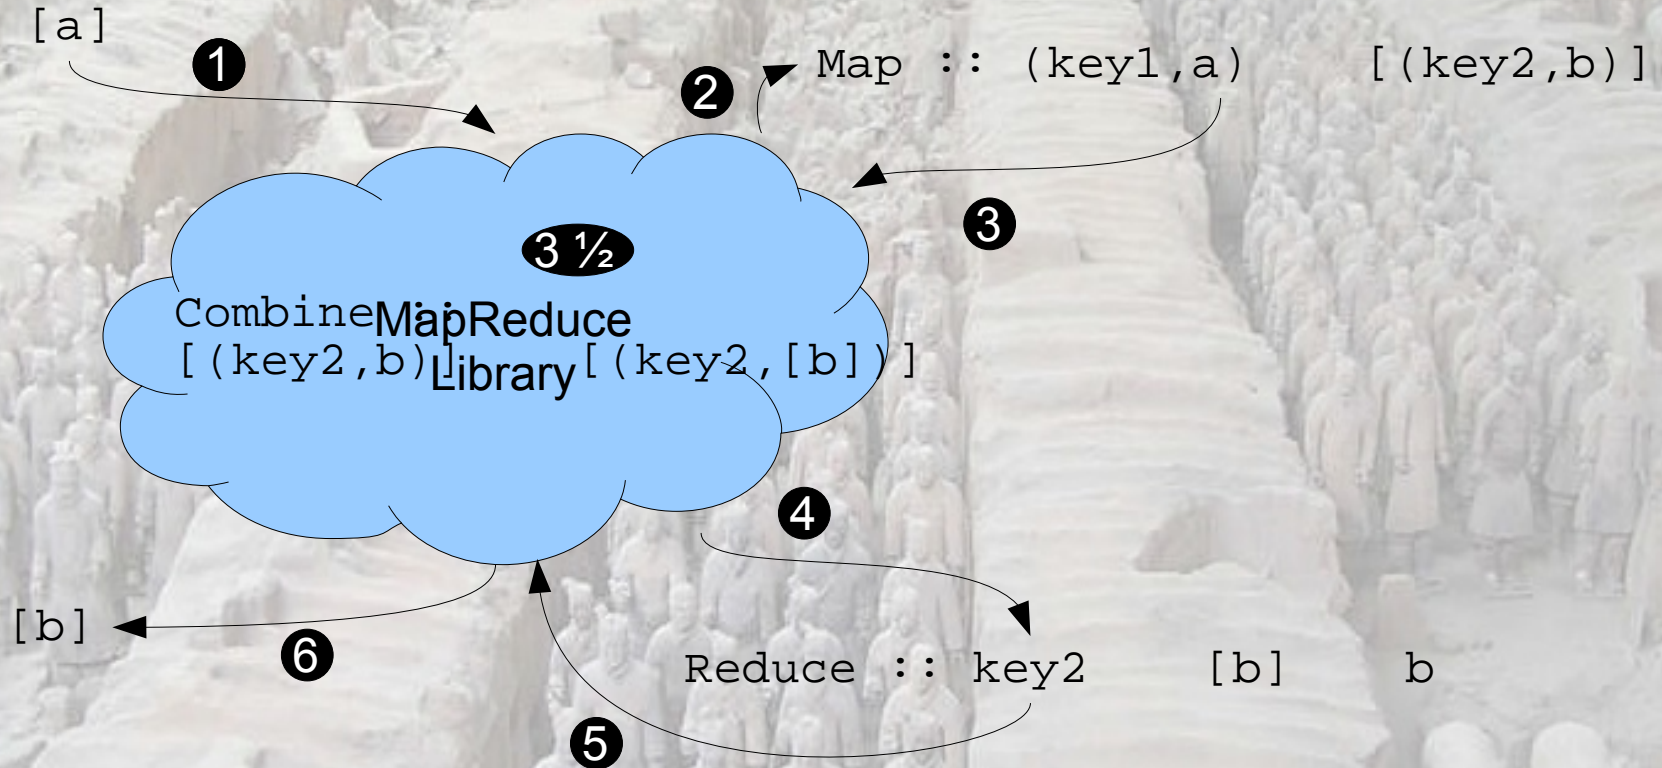 [a]
1
2
Map :: (key1,a) [(key2,b)]
3
3 ½
Combine ::
MapReduce
Library
[(key2,b)] [(key2,[b])]
4
[b]
6
Reduce :: key2 [b] b
5